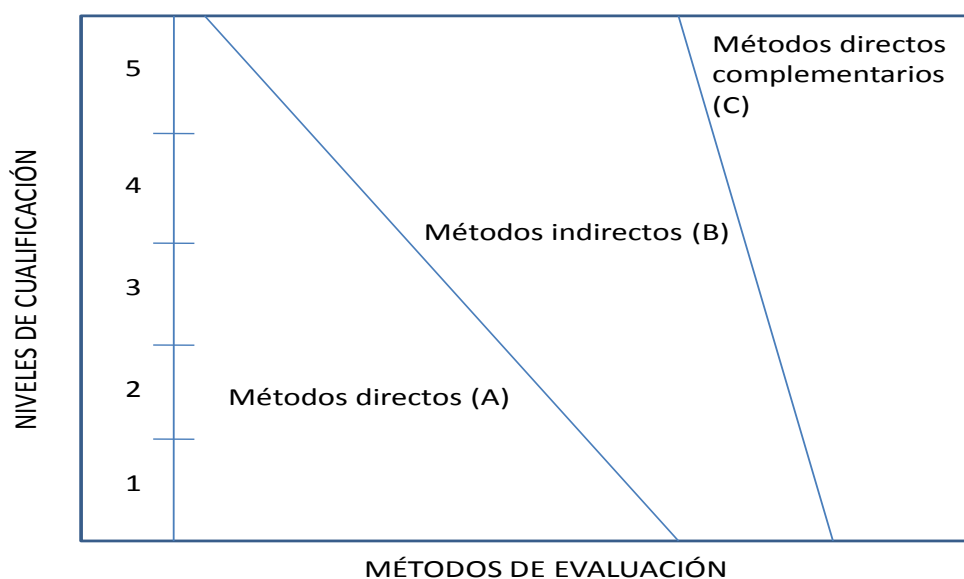 NIVELES DE CUALIFICACIÓN
5
4
3
2
1
Métodos directos
complementarios
(C)
Métodos indirectos (B)
Métodos directos (A)
MÉTODOS DE EVALUACIÓN